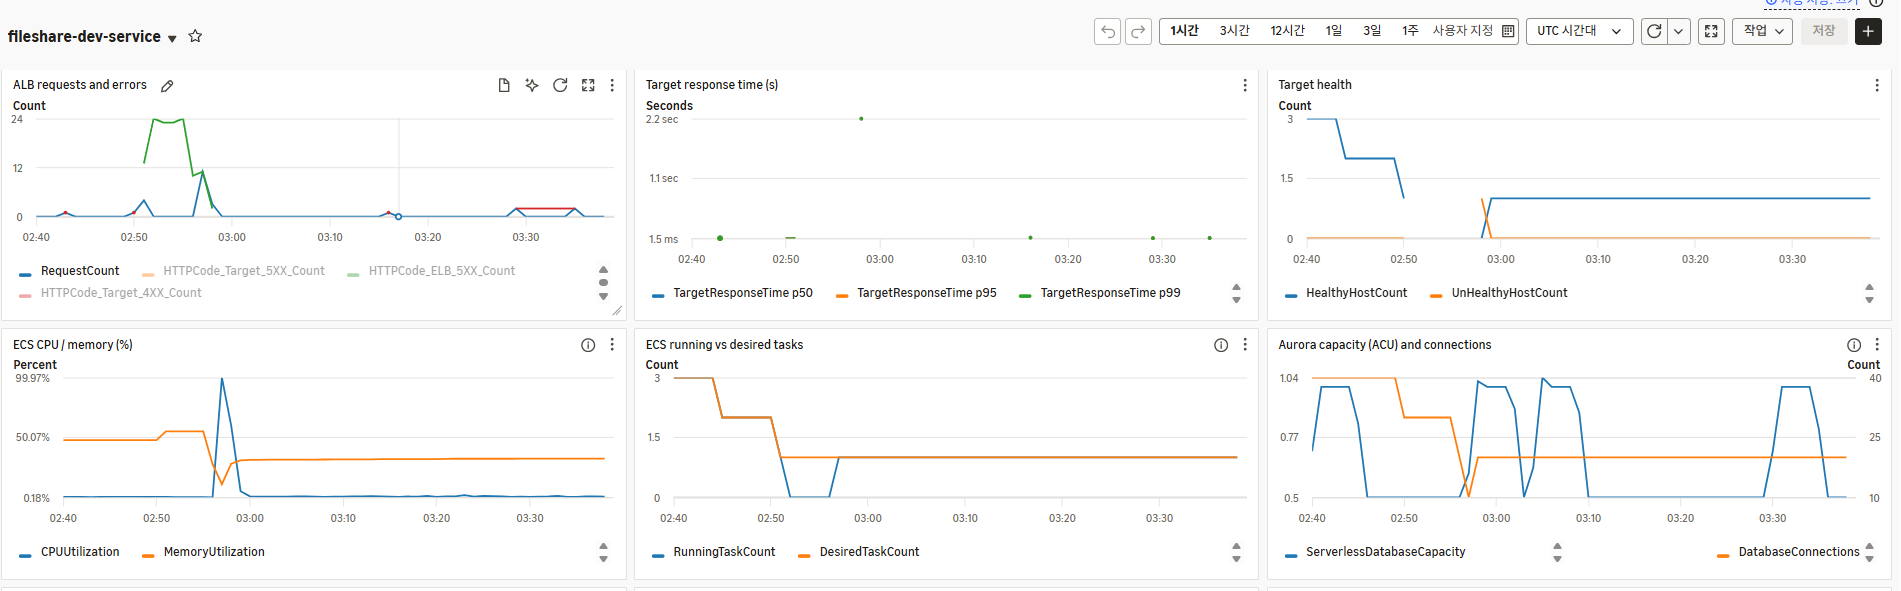 fileshare-dev-service
1시간 3시간 12시간 1일 3일 1주 사용자 지정 UTC 시간대 작업 저장
ALB requests and errors
Count
24
12
0
02:40 02:50 03:00 03:10 03:20 03:30
RequestCount HTTPCode_Target_5XX_Count HTTPCode_ELB_5XX_Count
HTTPCode_Target_4XX_Count
Target response time (s)
Seconds
2.2 sec
1.1 sec
1.5 ms
02:40 02:50 03:00 03:10 03:20 03:30
TargetResponseTime p50 TargetResponseTime p95 TargetResponseTime p99
Target health
Count
3
1.5
0
02:40 02:50 03:00 03:10 03:20 03:30
HealthyHostCount UnHealthyHostCount
ECS CPU / memory (%)
Percent
99.97%
50.07%
0.18%
02:40 02:50 03:00 03:10 03:20 03:30
CPUUtilization MemoryUtilization
ECS running vs desired tasks
Count
3
1.5
0
02:40 02:50 03:00 03:10 03:20 03:30
RunningTaskCount DesiredTaskCount
Aurora capacity (ACU) and connections
Count
1.04 40
0.77 25
0.5 10
02:40 02:50 03:00 03:10 03:20 03:30
ServerlessDatabaseCapacity DatabaseConnections